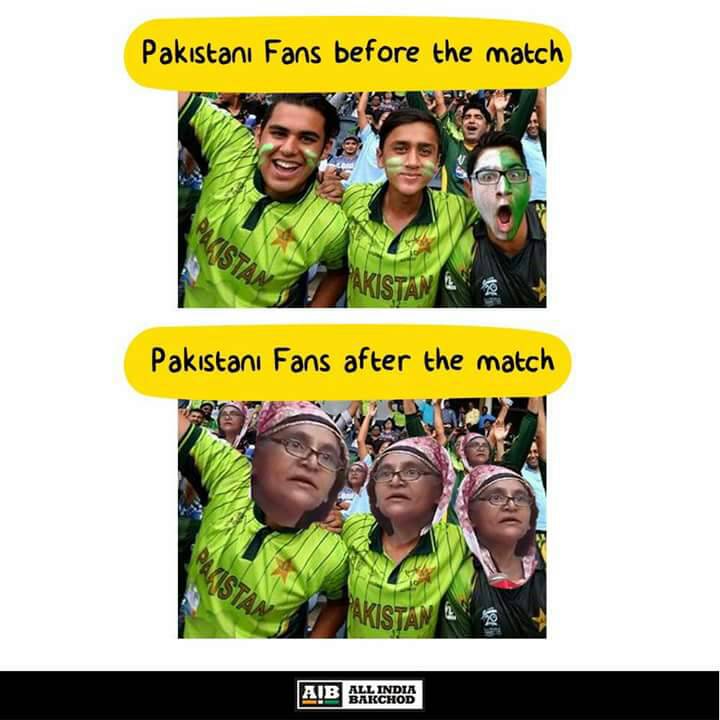 Pakistani Fans before the match
PAKISTAN
PAKISTAN
Pakistani Fans after the match
PAKISTAN
PAKISTAN
AIB ALL INDIA
BAKCHOD